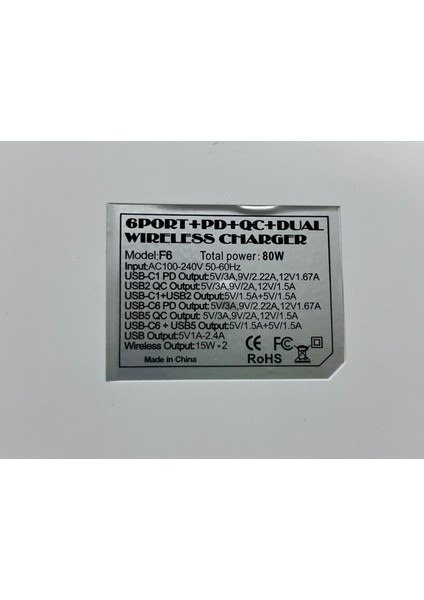 6PORT+PD+QC+DUAL
WIRELESS CHARGER
Model:F6 Total power: 80W
Input:AC100-240V 50-60Hz
USB-C1 PD Output:5V/3A,9V/2.22A,12V1.67A
USB2 QC Output:5V/3A,9V/2A,12V/1.5A
USB-C1+USB2 Output:5V/1.5A+5V/1.5A
USB-C6 PD Output:5V/3A,9V/2.22A,12V1.67A
USB5 QC Output:5V/3A,9V/2A,12V/1.5A
USB-C6 + USB5 Output:5V/1.5A+5V/1.5A
USB Output:5V1A-2.4A
Wireless Output:15W*2
Made in China
CE FC
RoHS